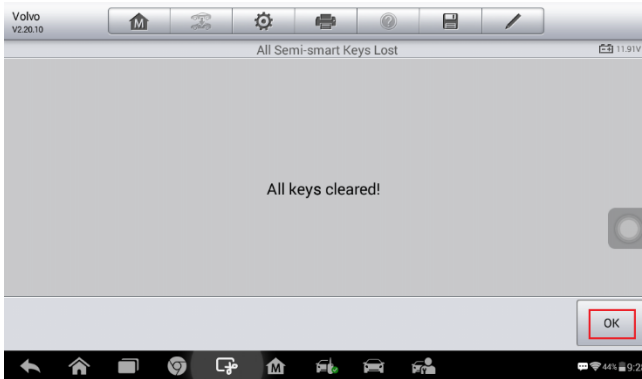 Volvo
V2.20.10
All Semi-smart Keys Lost
11.91V
All keys cleared!
OK
44%